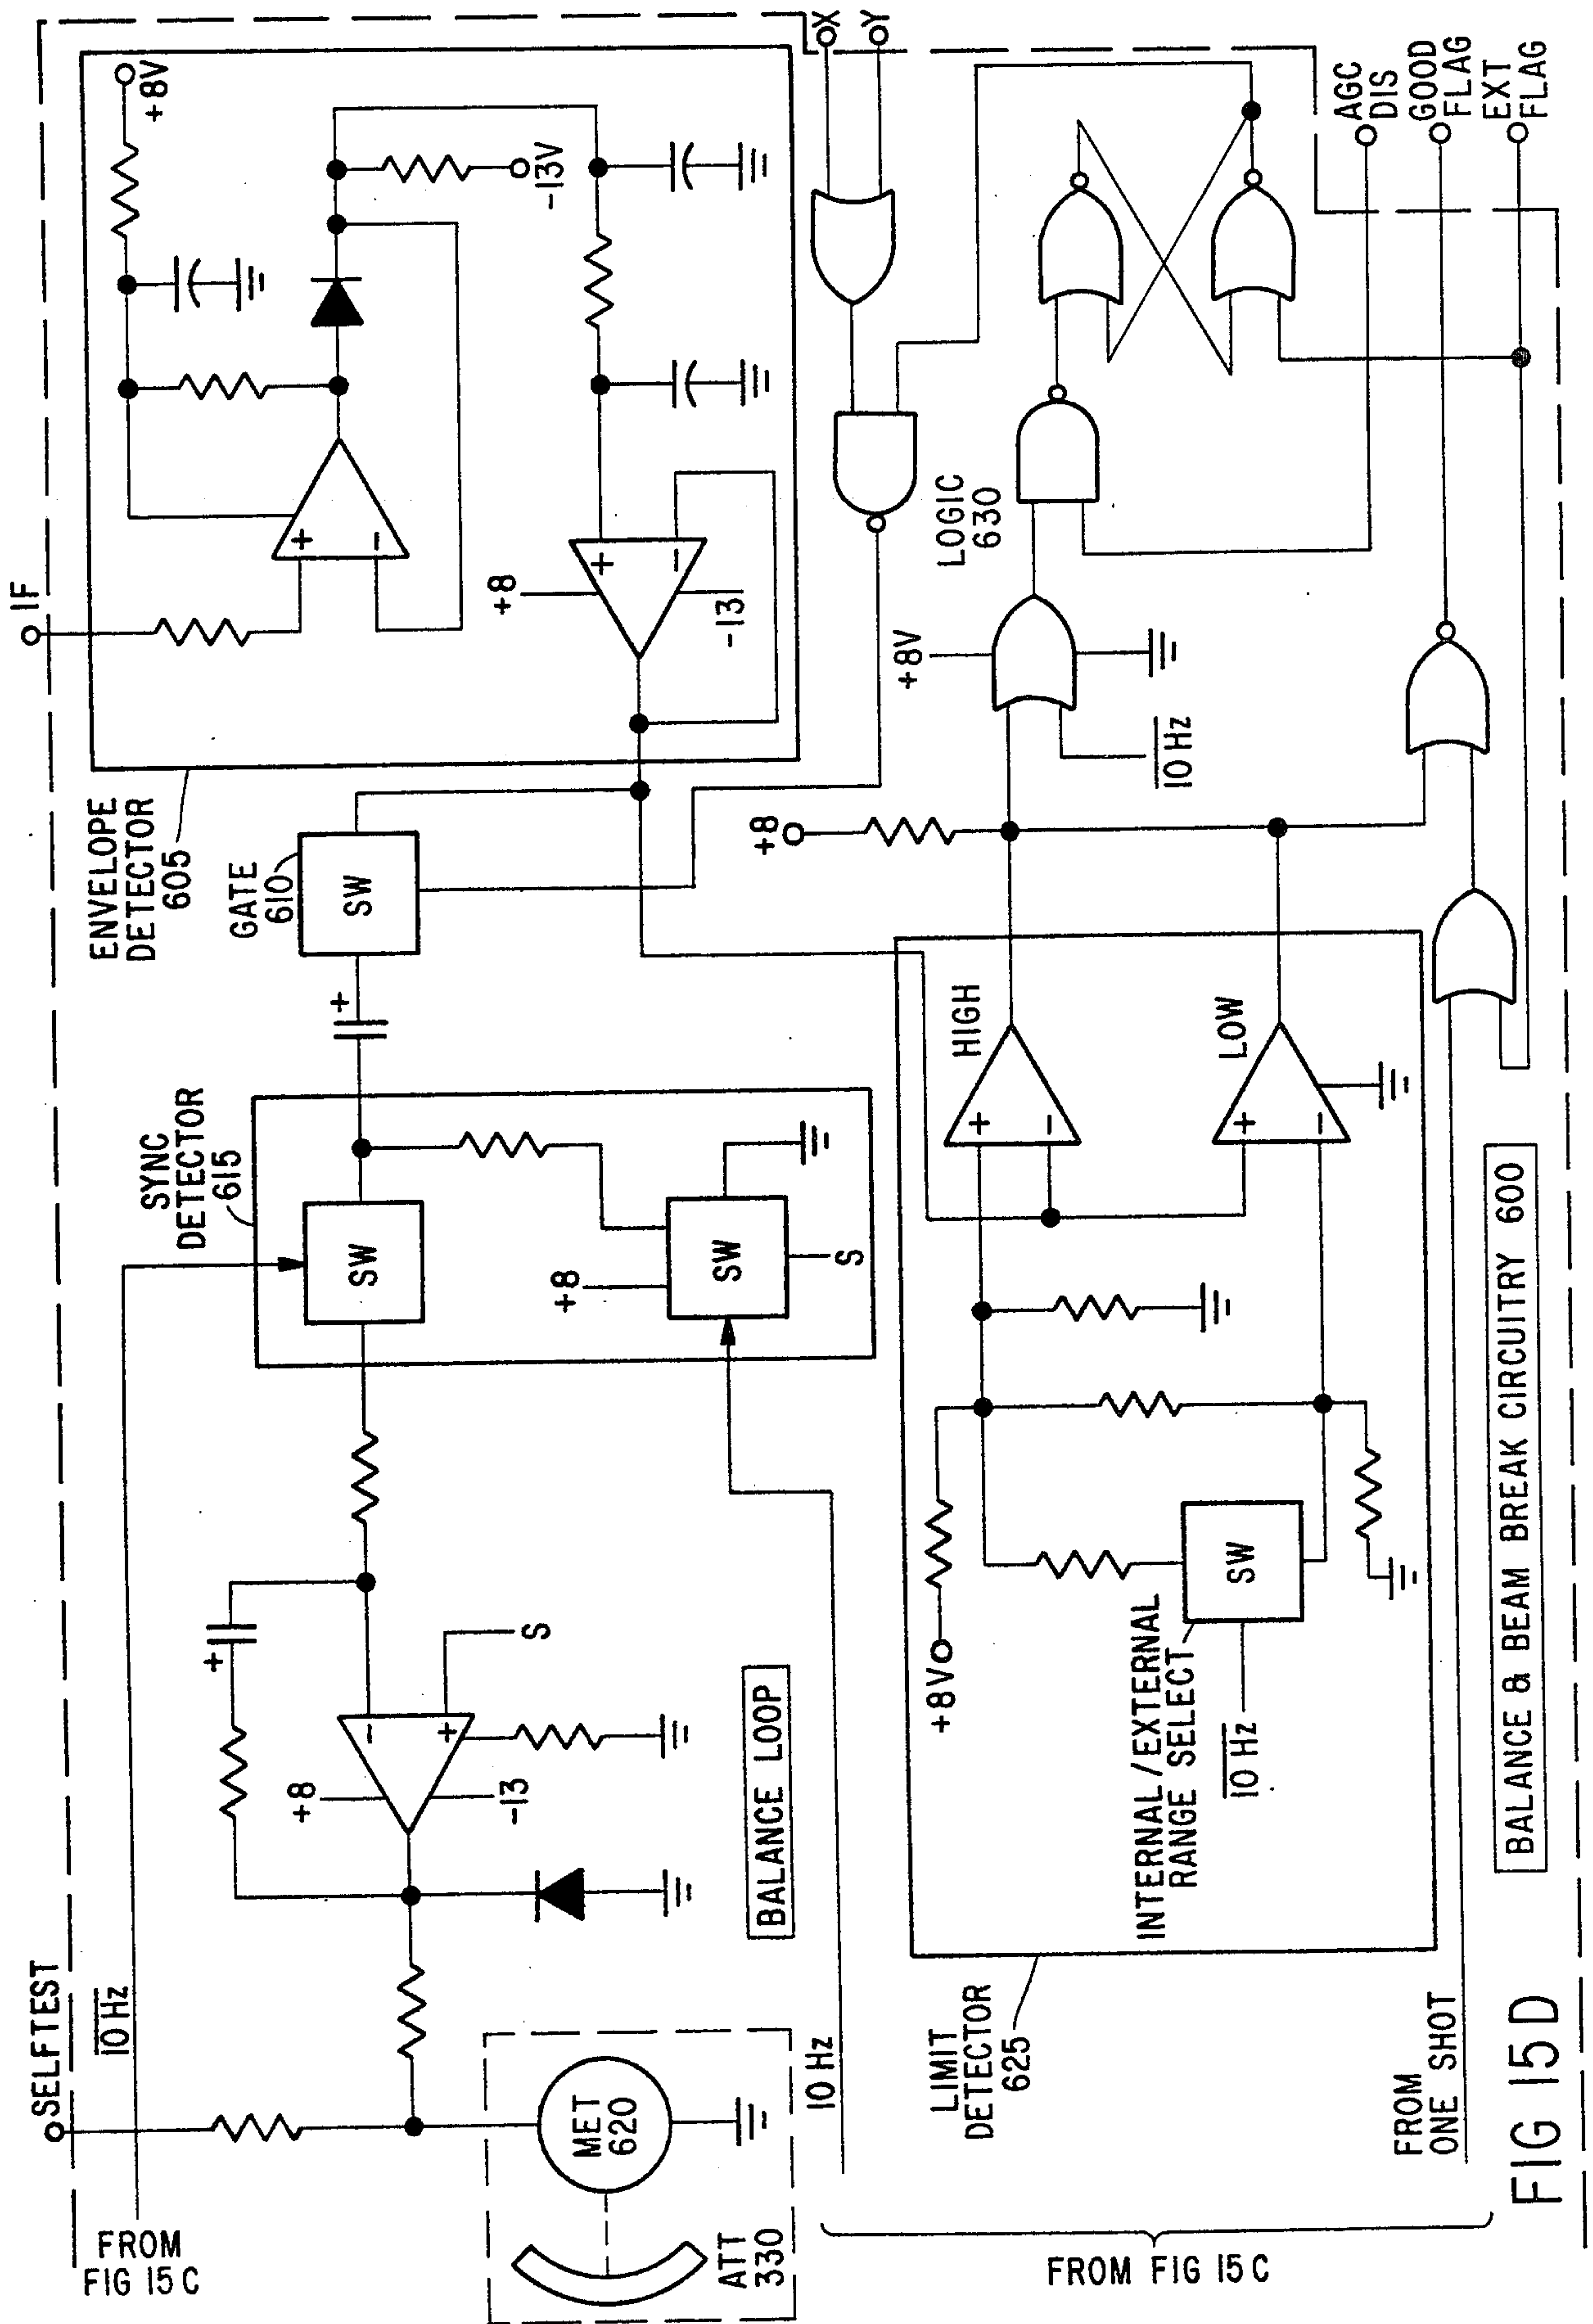 IF
+8V
-13V
+8
-13
X
Y
ENVELOPE
DETECTOR
605
GATE
610
SW
+
-
+
-
+
SYNC
DETECTOR
615
SW
SW
+8
S
SELFTEST
10 Hz
FROM
FIG 15 C
+
-
+
S
+8
-13
BALANCE LOOP
MET
620
ATT
330
10 Hz
LOGIC
630
+8V
10 Hz
+8
AGC
DIS
GOOD
FLAG
EXT
FLAG
HIGH
+
-
LOW
+
-
+8V
INTERNAL/EXTERNAL
RANGE SELECT
SW
10 Hz
LIMIT
DETECTOR
625
FROM
ONE SHOT
FROM FIG 15 C
BALANCE & BEAM BREAK CIRCUITRY 600
FIG 15 D